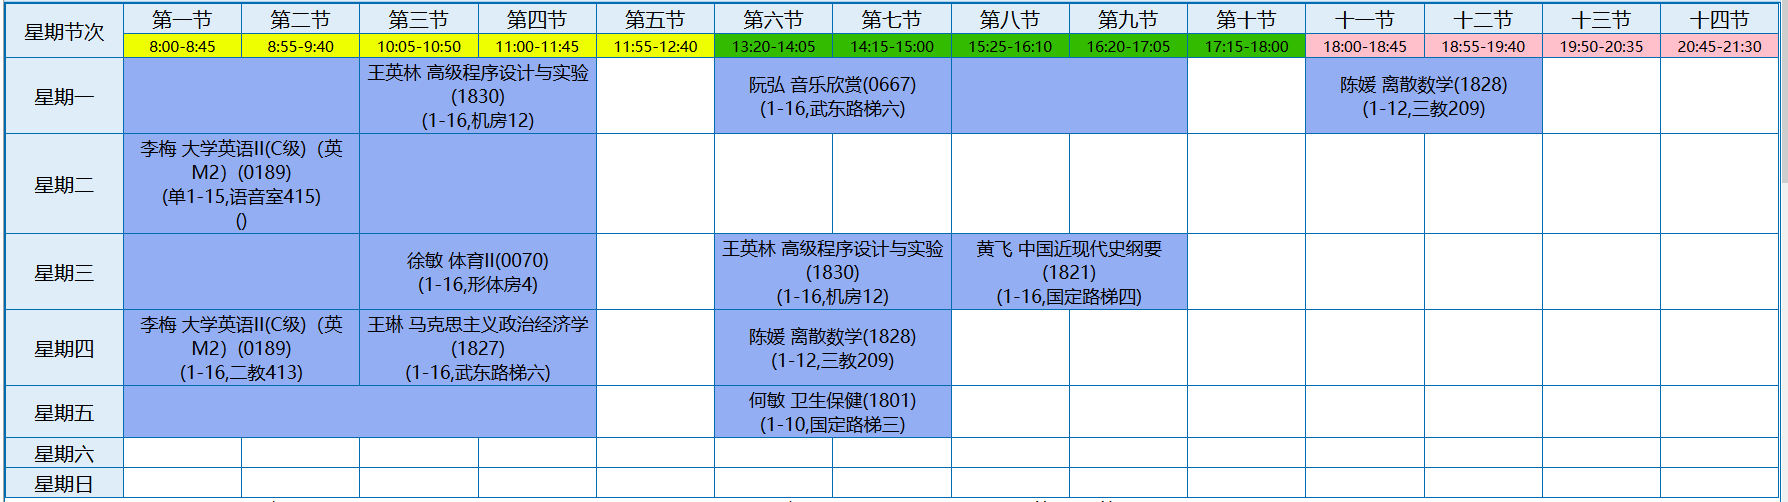 星期节次 第一节 第二节 第三节 第四节 第五节 第六节 第七节 第八节 第九节 第十节 十一节 十二节 十三节 十四节
8:00-8:45 8:55-9:40 10:05-10:50 11:00-11:45 11:55-12:40 13:20-14:05 14:15-15:00 15:25-16:10 16:20-17:05 17:15-18:00 18:00-18:45 18:55-19:40 19:50-20:35 20:45-21:30
星期一
王英林 高级程序设计与实验
(1830)
(1-16,机房12)
阮弘 音乐欣赏(0667)
(1-16,武东路梯六)
陈媛 离散数学(1828)
(1-12,三教209)
星期二
李梅 大学英语II(C级)（英
M2）(0189)
(单1-15,语音室415)
()
星期三
徐敏 体育II(0070)
(1-16,形体房4)
王英林 高级程序设计与实验
(1830)
(1-16,机房12)
黄飞 中国近现代史纲要
(1821)
(1-16,国定路梯四)
星期四
李梅 大学英语II(C级)（英
M2）(0189)
(1-16,二教413)
王琳 马克思主义政治经济学
(1827)
(1-16,武东路梯六)
陈媛 离散数学(1828)
(1-12,三教209)
星期五
何敏 卫生保健(1801)
(1-10,国定路梯三)
星期六
星期日